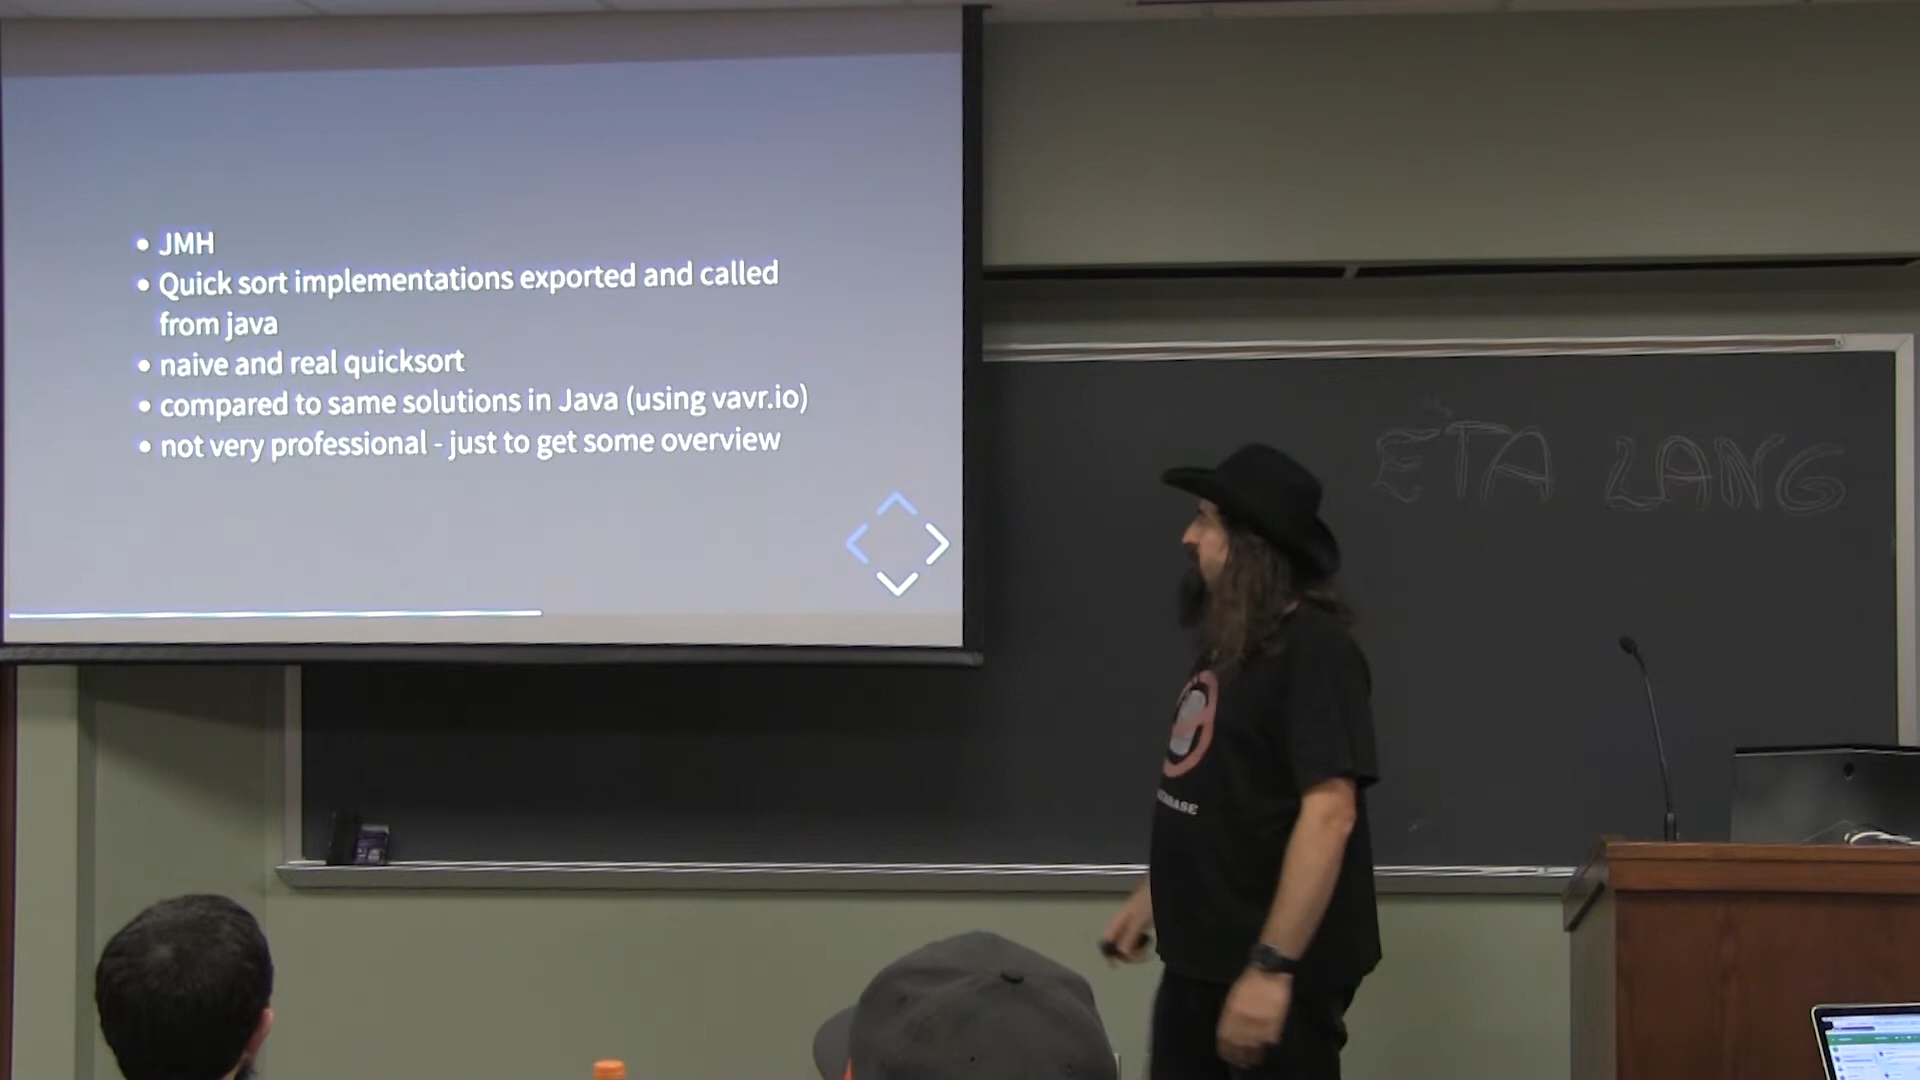 • JMH
• Quick sort implementations exported and called
from java
• naive and real quicksort
• compared to same solutions in Java (using vavr.io)
• not very professional - just to get some overview
ETA LANG